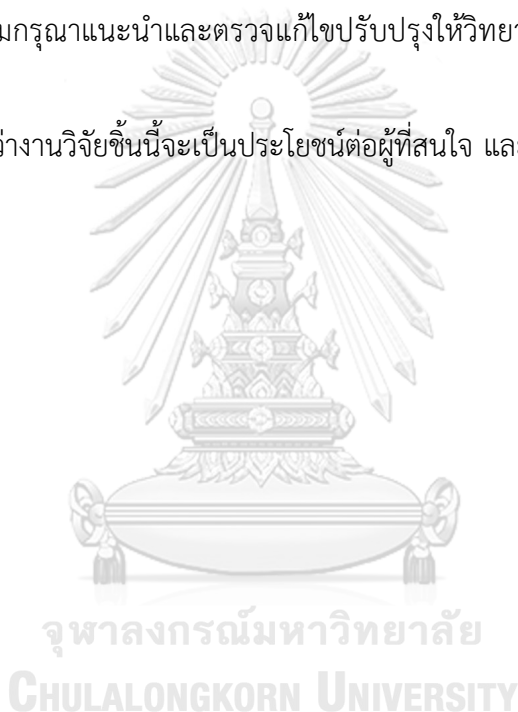 มกรุณาแนะนำและตรวจแก้ไขปรับปรุงให้วิทยา
ว่างานวิจัยชิ้นนี้จะเป็นประโยชน์ต่อผู้ที่สนใจ และ
จุฬาลงกรณ์มหาวิทยาลัย
CHULALONGKORN UNIVERSITY